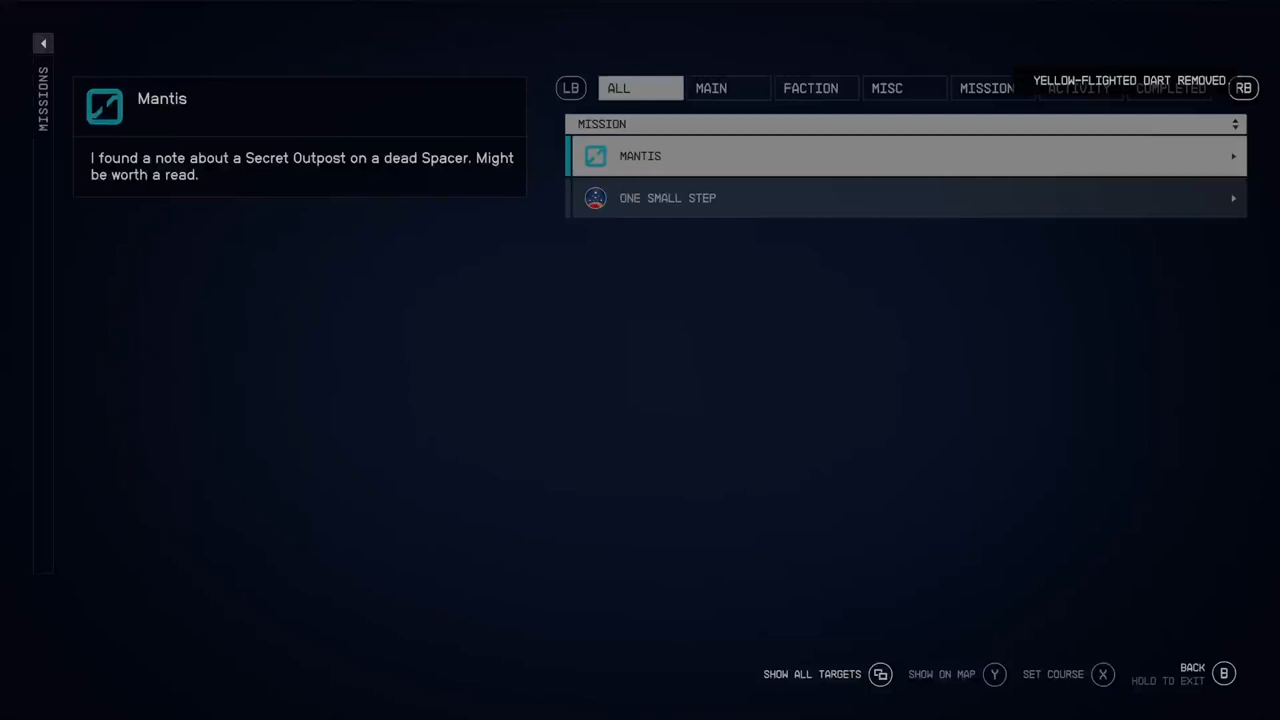 MISSIONS
Mantis
I found a note about a Secret Outpost on a dead Spacer. Might
be worth a read.
LB
ALL
MAIN
FACTION
MISC
MISSION
ACTIVITY
COMPLETED
YELLOW-FLIGHTED DART REMOVED.
RB
MISSION
MANTIS
ONE SMALL STEP
SHOW ALL TARGETS
SHOW ON MAP Y
SET COURSE X
BACK B
HOLD TO EXIT